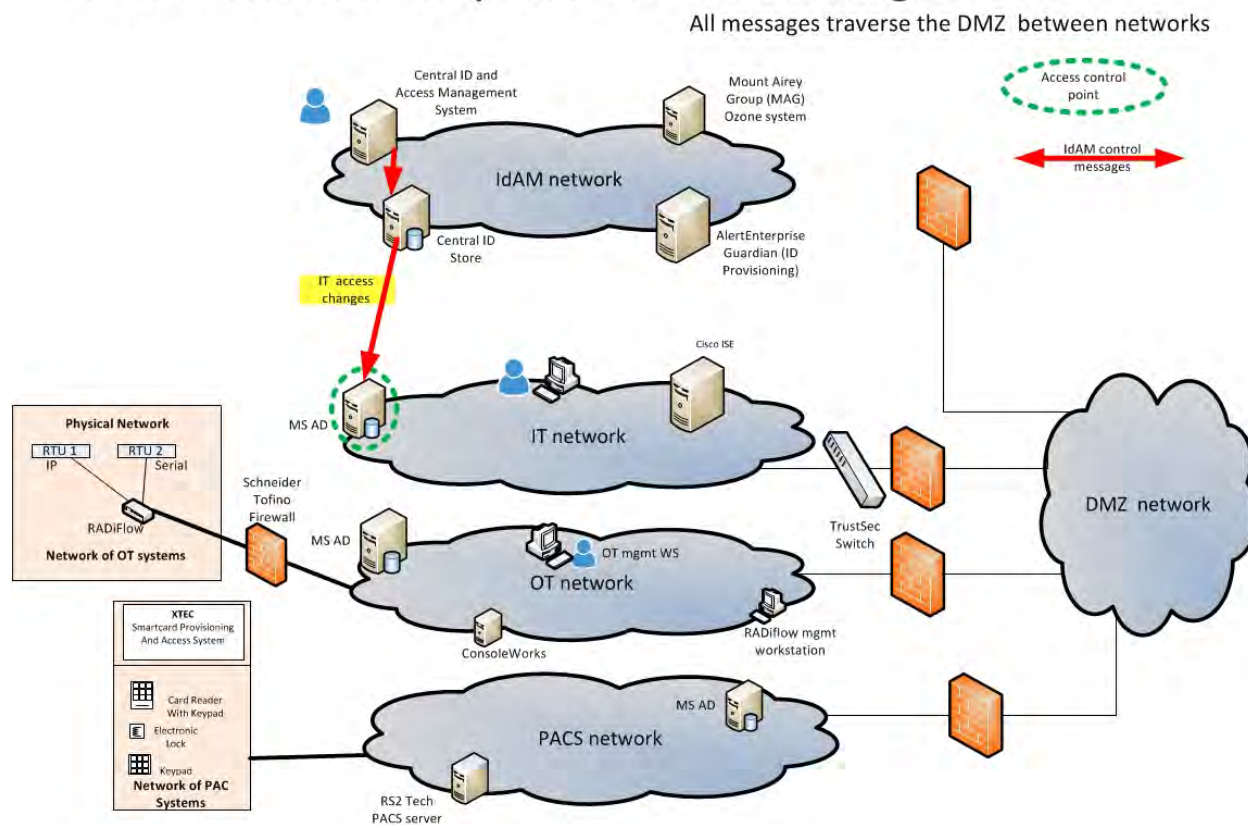 All messages traverse the DMZ between networks
Central ID and
Access Management
System
Mount Airey
Group (MAG)
Ozone system
Access control
point
IdAM control
messages
IdAM network
Central ID
Store
AlertEnterprise
Guardian (ID
Provisioning)
IT access
changes
Cisco ISE
MS AD
IT network
Physical Network
RTU 1
RTU 2
IP
Serial
RADiFlow
Network of OT systems
Schneider
Tofino
Firewall
TrustSec
Switch
DMZ network
MS AD
OT mgmt WS
OT network
ConsoleWorks
RADiflow mgmt
workstation
XTEC
Smartcard Provisioning
And Access System
Card Reader
With Keypad
Electronic
Lock
Keypad
Network of PAC
Systems
MS AD
PACS network
RS2 Tech
PACS server